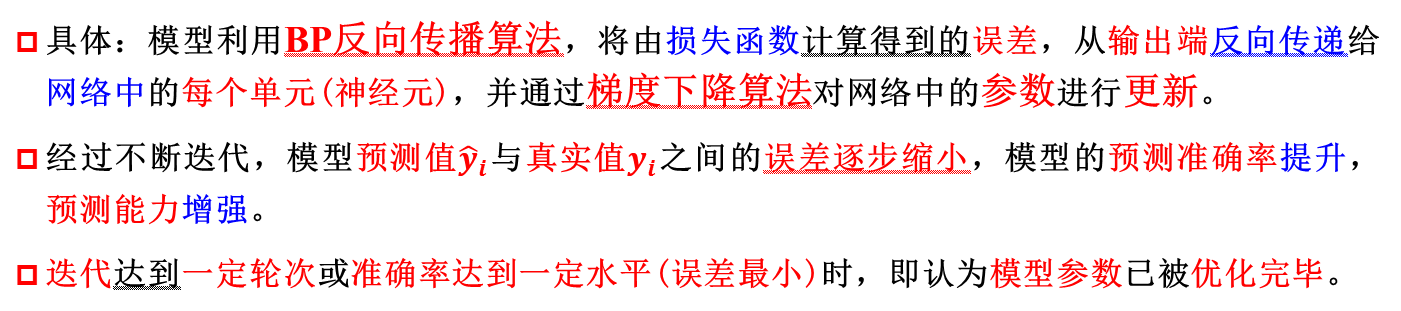 具体：模型利用BP反向传播算法，将由损失函数计算得到的误差，从输出端反向传递给
网络中的每个单元(神经元)，并通过梯度下降算法对网络中的参数进行更新。
经过不断迭代，模型预测值ŷᵢ与真实值yᵢ之间的误差逐步缩小，模型的预测准确率提升，
预测能力增强。
迭代达到一定轮次或准确率达到一定水平(误差最小)时，即认为模型参数已被优化完毕。